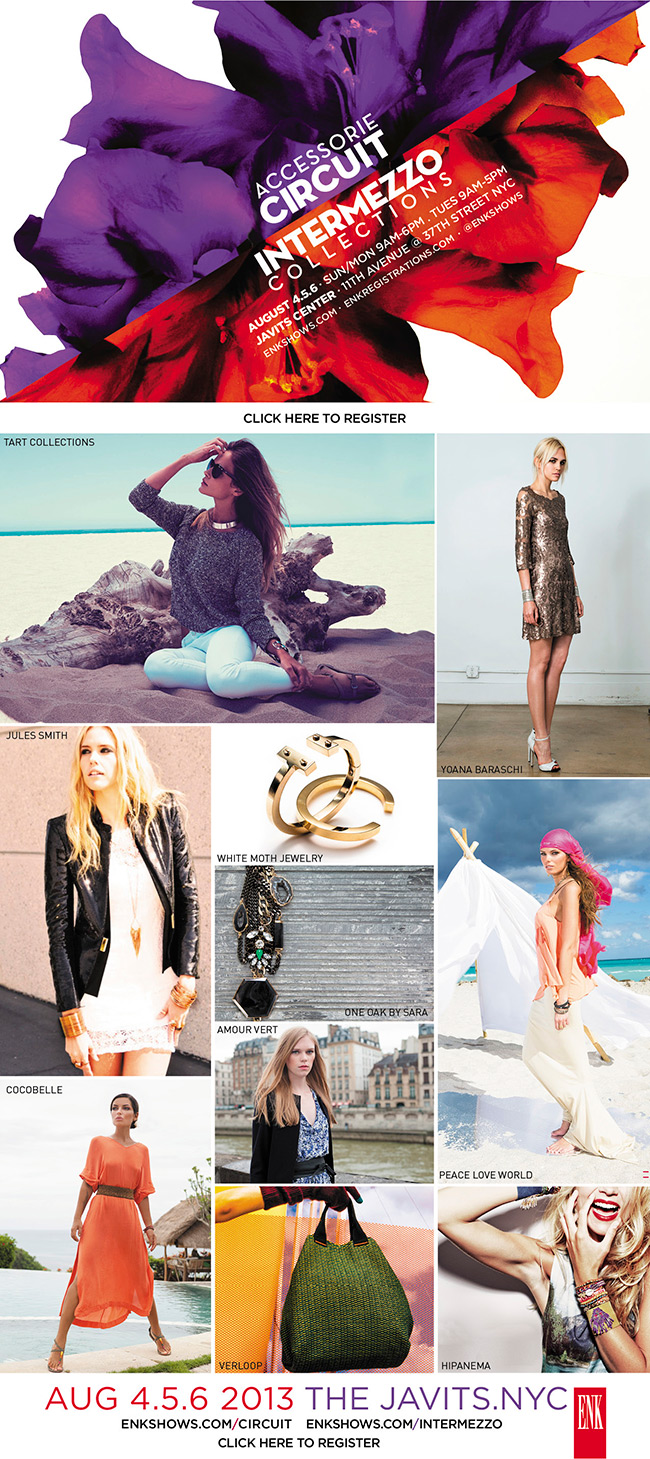 ACCESSORIE
CIRCUIT
INTERMEZZO
COLLECTIONS
AUGUST 4.5.6 · SUN/MON 9AM-6PM . TUES 9AM-5PM
JAVITS CENTER · 11TH AVENUE @ 37TH STREET NYC
ENKSHOWS.COM · ENKREGISTRATIONS.COM · @ENKSHOWS
CLICK HERE TO REGISTER
TART COLLECTIONS
YOANA BARASCHI
JULES SMITH
WHITE MOTH JEWELRY
ONE OAK BY SARA
AMOUR VERT
PEACE LOVE WORLD
COCOBELLE
VERLOOP
HIPANEMA
AUG 4.5.6 2013 THE JAVITS.NYC
ENKSHOWS.COM/CIRCUIT ENKSHOWS.COM/INTERMEZZO
CLICK HERE TO REGISTER
ENK